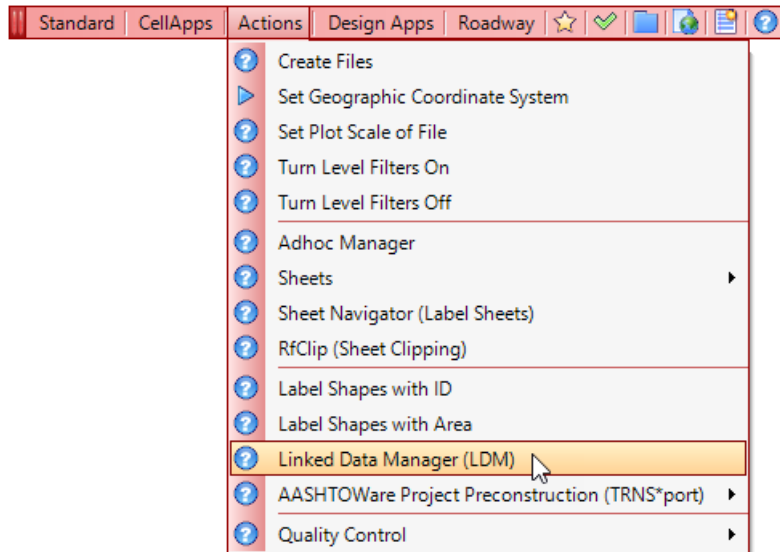 Standard CellApps Actions Design Apps Roadway
Create Files
Set Geographic Coordinate System
Set Plot Scale of File
Turn Level Filters On
Turn Level Filters Off
Adhoc Manager
Sheets
Sheet Navigator (Label Sheets)
RfClip (Sheet Clipping)
Label Shapes with ID
Label Shapes with Area
Linked Data Manager (LDM)
AASHTOWare Project Preconstruction (TRNS*port)
Quality Control